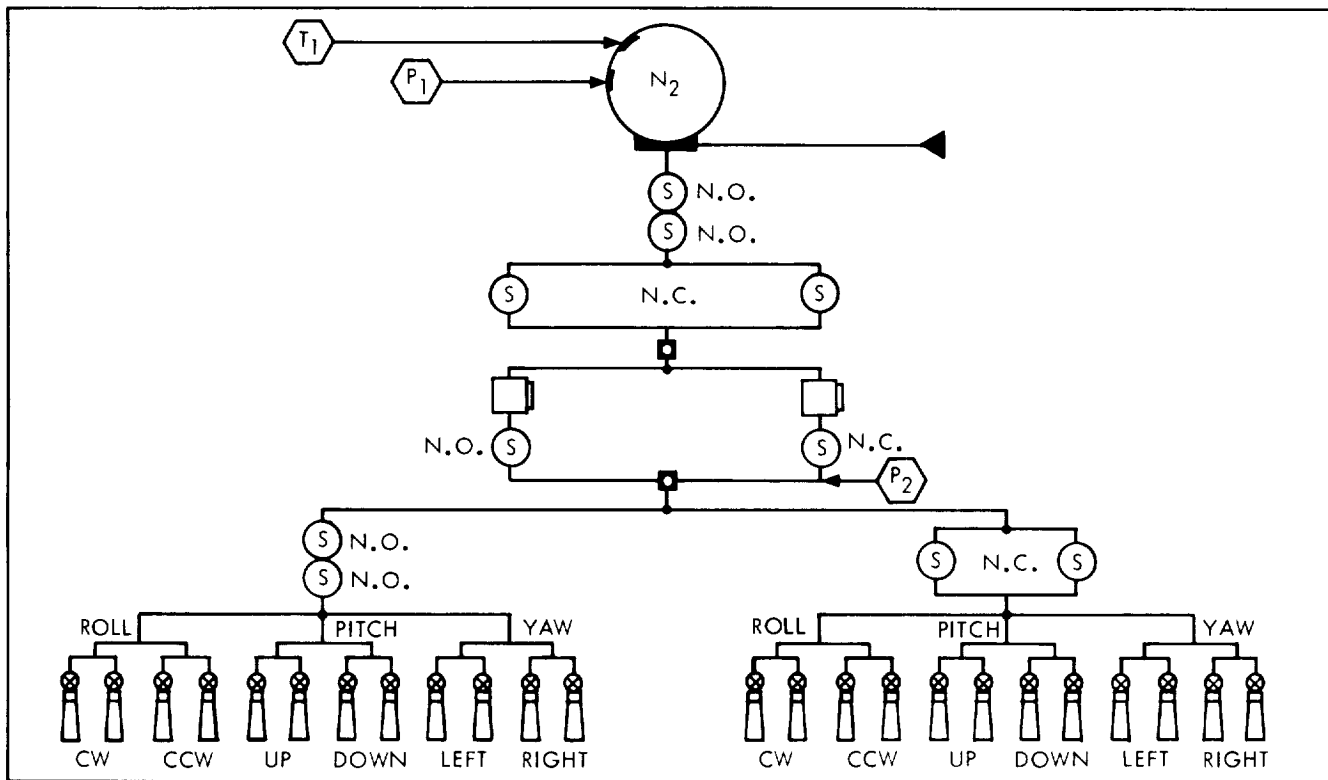 T1
P1
N2
S N.O.
S N.O.
S N.C. S
N.O. S S N.C.
P2
S N.O.
S N.O.
S N.C. S
ROLL PITCH YAW
ROLL PITCH YAW
CW CCW UP DOWN LEFT RIGHT
CW CCW UP DOWN LEFT RIGHT